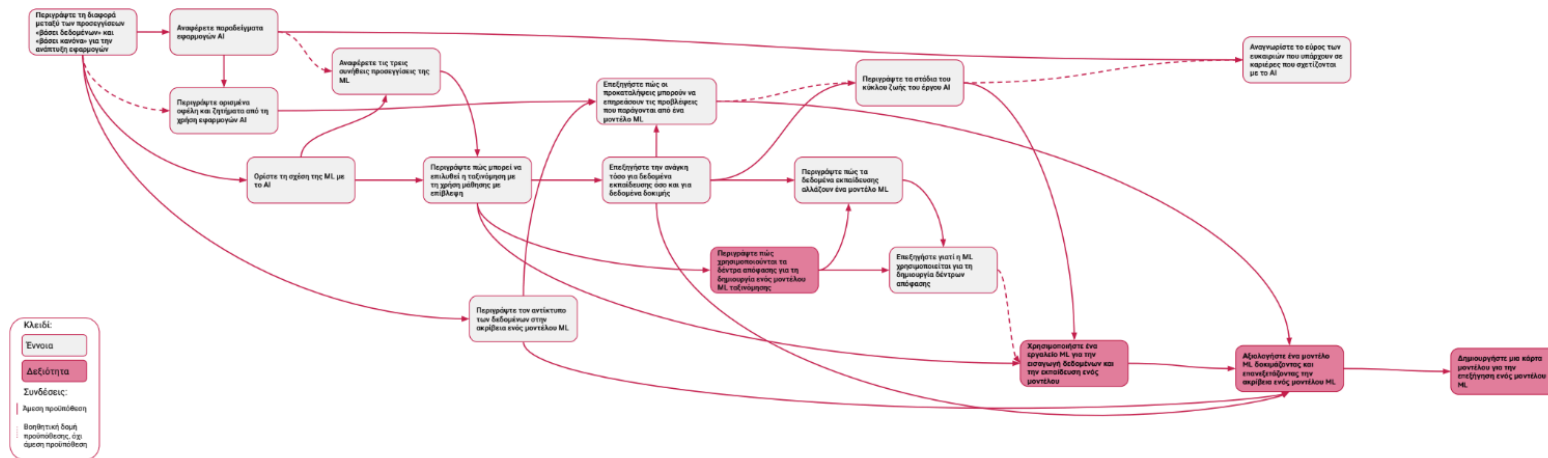 Περιγράψτε τη διαφορά
μεταξύ των προσεγγίσεων
«βάσει δεδομένων» και
«βάσει κανόνα» για την
ανάπτυξη εφαρμογών
Αναφέρετε παραδείγματα
εφαρμογών AI
Αναφέρετε τις τρεις
συνήθεις προσεγγίσεις της
ML
Αναγνωρίστε το εύρος των
ευκαιριών που υπάρχουν σε
καριέρες που σχετίζονται
με το AI
Περιγράψτε τα στάδια του
κύκλου ζωής του έργου AI
Επεξηγήστε πώς οι
προκαταλήψεις μπορούν να
επηρεάσουν τις προβλέψεις
που παράγονται από ένα
μοντέλο ML
Περιγράψτε ορισμένα
οφέλη και ζητήματα από τη
χρήση εφαρμογών AI
Ορίστε τη σχέση της ML με
το AI
Περιγράψτε πώς μπορεί να
επιλυθεί η ταξινόμηση με
τη χρήση μάθησης με
επίβλεψη
Επεξηγήστε την ανάγκη
τόσο για δεδομένα
εκπαίδευσης όσο και για
δεδομένα δοκιμής
Περιγράψτε πώς τα
δεδομένα εκπαίδευσης
αλλάζουν ένα μοντέλο ML
Περιγράψτε πώς
χρησιμοποιούνται τα
δέντρα απόφασης για τη
δημιουργία ενός μοντέλου
ML ταξινόμησης
Επεξηγήστε γιατί η ML
χρησιμοποιείται για τη
δημιουργία δέντρων
απόφασης
Περιγράψτε τον αντίκτυπο
των δεδομένων στην
ακρίβεια ενός μοντέλου ML
Χρησιμοποιήστε ένα
εργαλείο ML για την
εισαγωγή δεδομένων και
την εκπαίδευση ενός
μοντέλου
Αξιολογήστε ένα μοντέλο
ML δοκιμάζοντας και
επανεξετάζοντας την
ακρίβεια ενός μοντέλου ML
Δημιουργήστε μια κάρτα
μοντέλου για την
επεξήγηση ενός μοντέλου
ML
Κλειδί:
Έννοια
Δεξιότητα
Συνδέσεις:
Άμεση προϋπόθεση
Βοηθητική δομή
προϋπόθεσης, όχι
άμεση προϋπόθεση